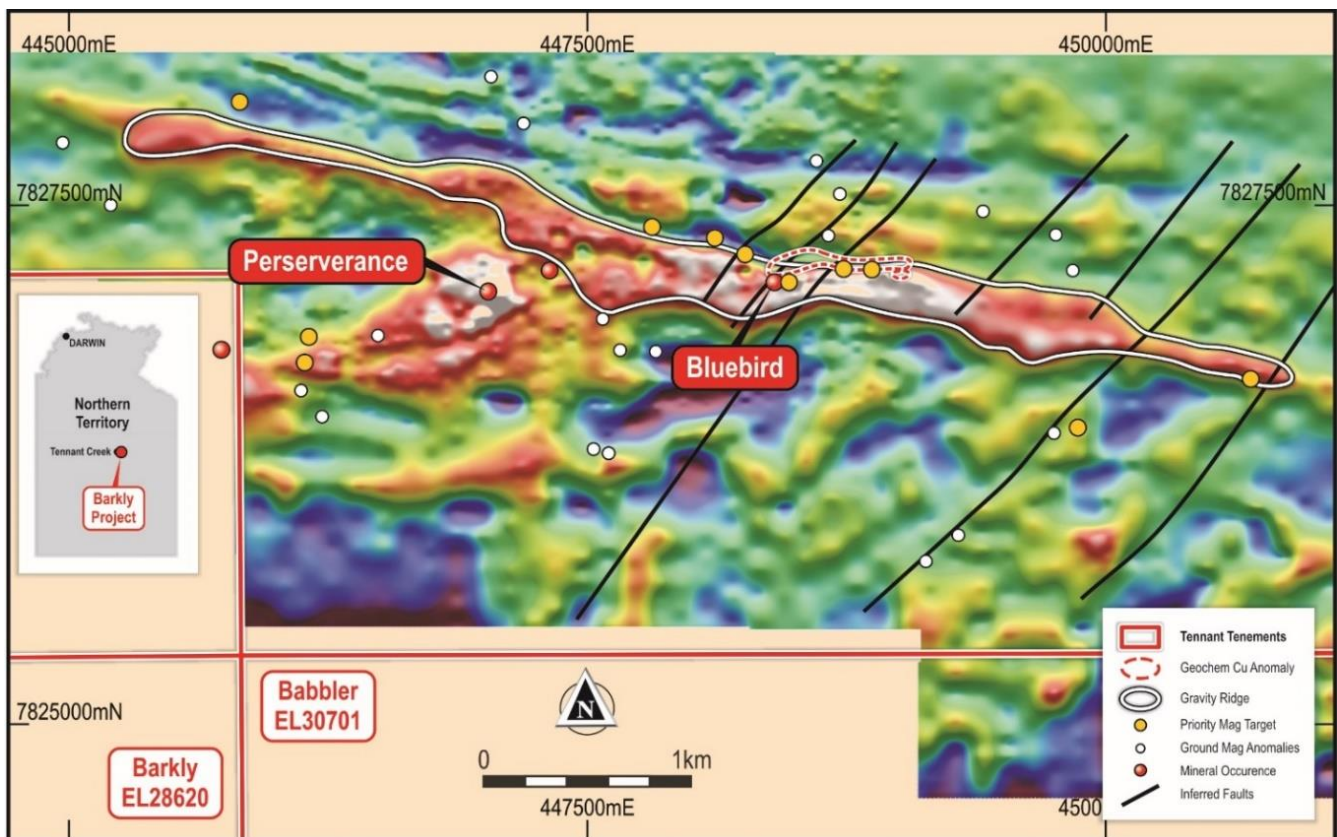 445000mE
447500mE
450000mE
7827500mN
7827500mN
Perserverance
Bluebird
DARWIN
Northern
Territory
Tennant Creek
Barkly
Project
Babbler
EL30701
Barkly
EL28620
7825000mN
N
0
1km
447500mE
4500
Tennant Tenements
Geochem Cu Anomaly
Gravity Ridge
Priority Mag Target
Ground Mag Anomalies
Mineral Occurence
Inferred Faults